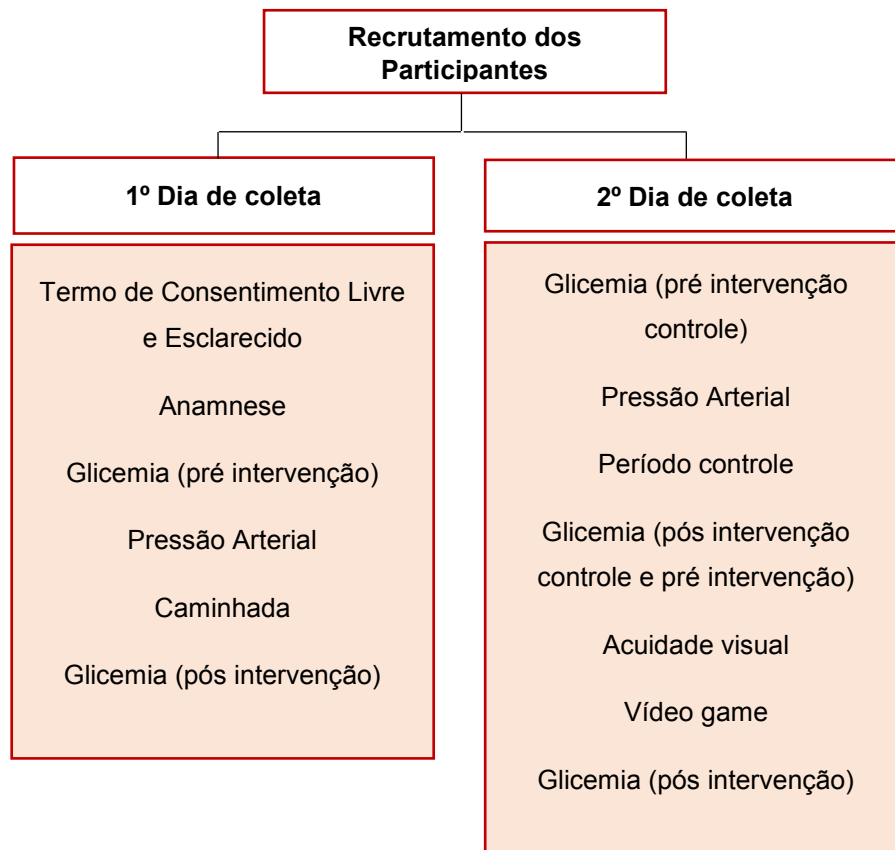 Recrutamento dos
Participantes
1º Dia de coleta
Termo de Consentimento Livre
e Esclarecido
Anamnese
Glicemia (pré intervenção)
Pressão Arterial
Caminhada
Glicemia (pós intervenção)
2º Dia de coleta
Glicemia (pré intervenção
controle)
Pressão Arterial
Período controle
Glicemia (pós intervenção
controle e pré intervenção)
Acuidade visual
Vídeo game
Glicemia (pós intervenção)